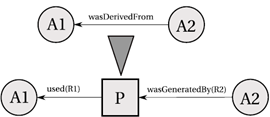 A1 wasDerivedFrom A2
A1 used(R1) P wasGeneratedBy(R2) A2